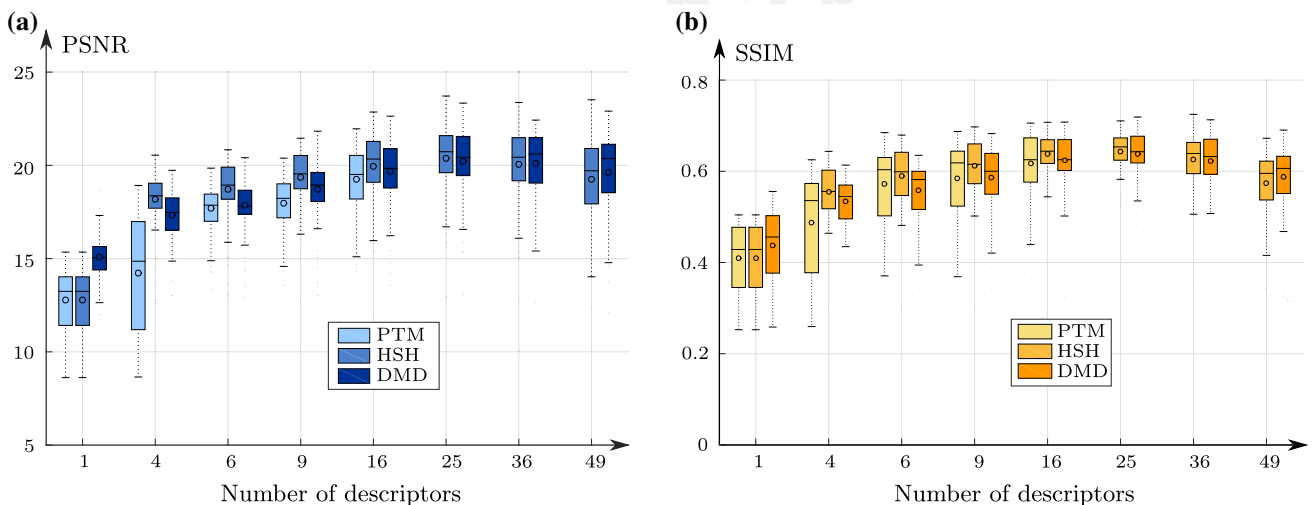 (a)
PSNR
25
20
15
10
5
PTM
HSH
DMD
1 4 6 9 16 25 36 49
Number of descriptors
(b)
SSIM
0.8
0.6
0.4
0.2
0
PTM
HSH
DMD
1 4 6 9 16 25 36 49
Number of descriptors